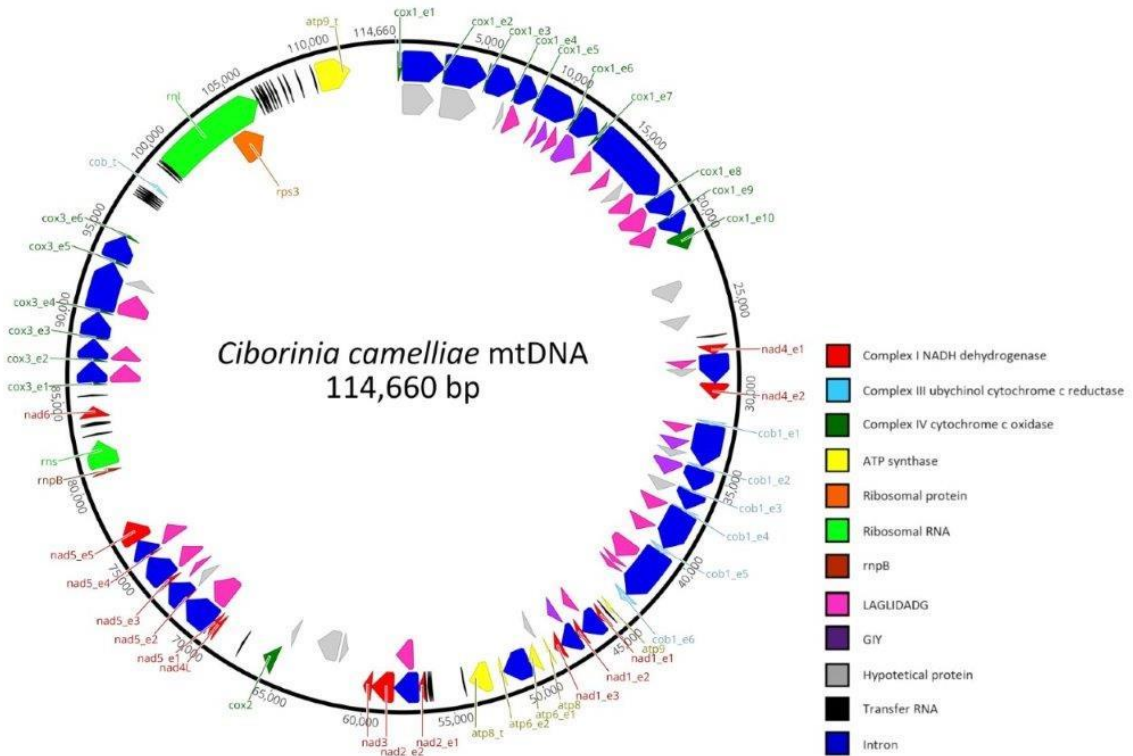 cox1_e1
cox1_e2
cox1_e3
cox1_e4
cox1_e5
cox1_e6
cox1_e7
cox1_e8
cox1_e9
cox1_e10
114,660
5,000
10,000
15,000
20,000
25,000
nad4_e1
nad4_e2
30,000
cob1_e1
cob1_e2
cob1_e3
35,000
cob1_e4
cob1_e5
40,000
cob1_e6
atp9
45,000
nad1_e1
nad1_e2
nad1_e3
atp8
50,000
atp6_e1
atp6_e2
atp8_t
55,000
nad2_e1
nad2_e2
nad3
60,000
65,000
cox2
nad4L
70,000
nad5_e1
nad5_e2
nad5_e3
75,000
nad5_e4
nad5_e5
80,000
rnpB
rns
nad6
85,000
cox3_e1
cox3_e2
cox3_e3
90,000
cox3_e4
cox3_e5
cox3_e6
95,000
100,000
rnl
rps3
105,000
110,000
atp9_t
Ciborinia camelliae mtDNA
114,660 bp
Complex I NADH dehydrogenase
Complex III ubychinol cytochrome c reductase
Complex IV cytochrome c oxidase
ATP synthase
Ribosomal protein
Ribosomal RNA
rnpB
LAGLIDADG
GIY
Hypotetical protein
Transfer RNA
Intron